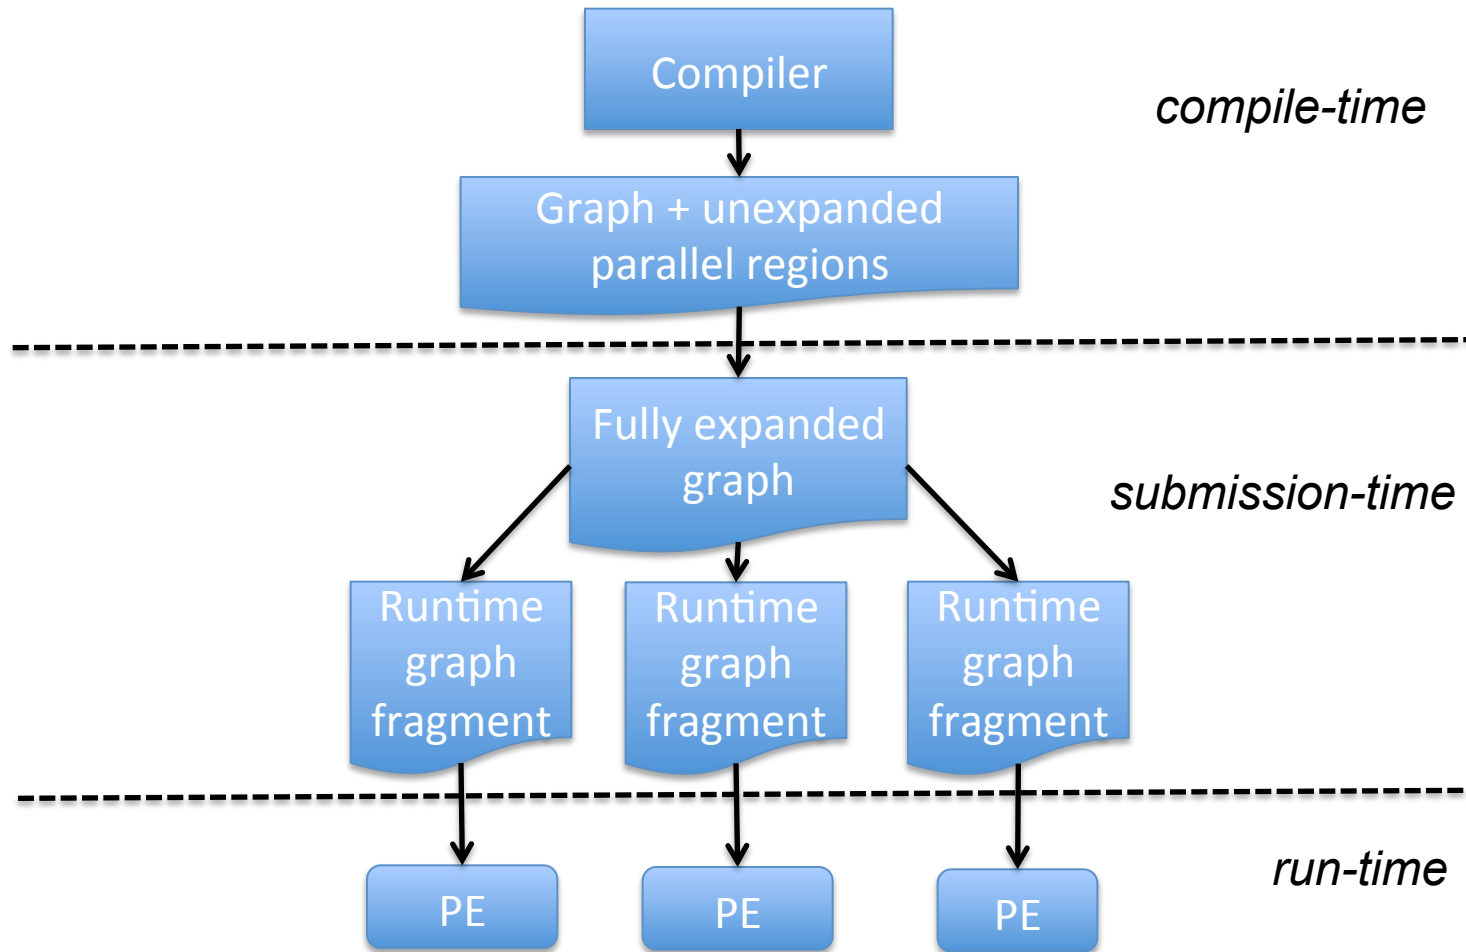 Compiler
compile-time
Graph + unexpanded
parallel regions
Fully expanded
graph
submission-time
Runtime
graph
fragment
Runtime
graph
fragment
Runtime
graph
fragment
run-time
PE
PE
PE